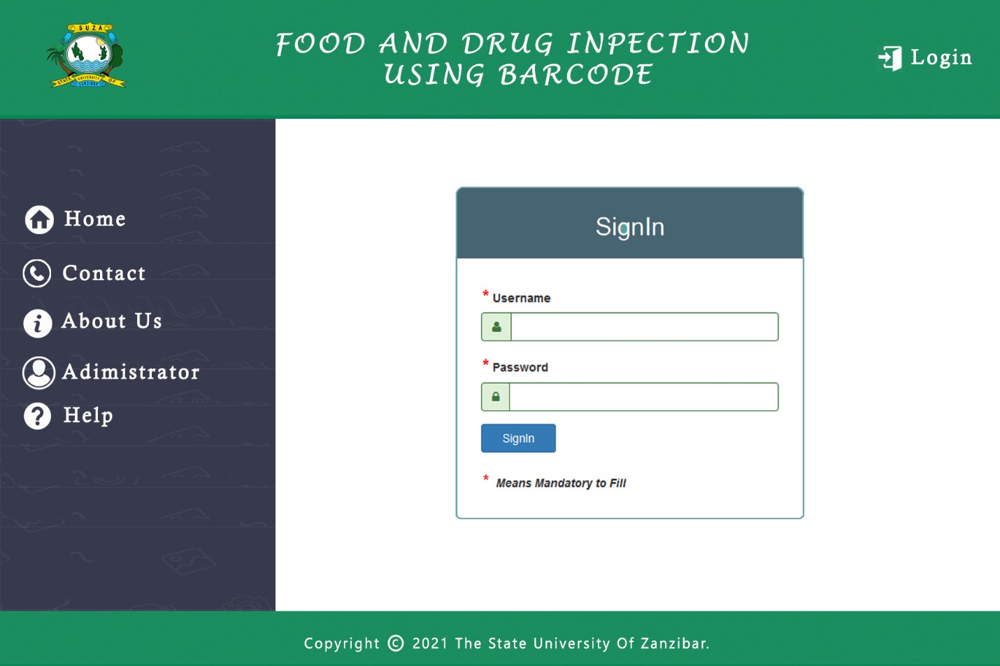 SUZA
STATE UNIVERSITY OF
ZANZIBAR
FOOD AND DRUG INPECTION
USING BARCODE
Login
Home
Contact
About Us
Adimistrator
Help
SignIn
* Username
* Password
SignIn
* Means Mandatory to Fill
Copyright © 2021 The State University Of Zanzibar.